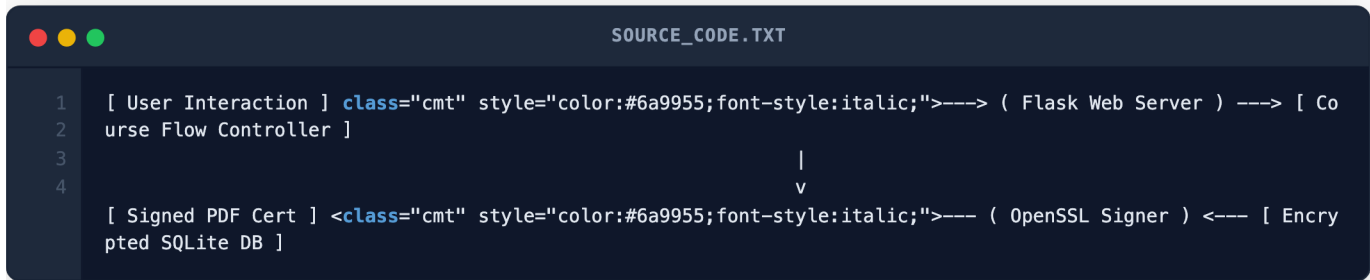 SOURCE_CODE.TXT
1 [ User Interaction ] class="cmt" style="color:#6a9955;font-style:italic;">---> ( Flask Web Server ) ---> [ Co
2 urse Flow Controller ]
3 |
4 v
[ Signed PDF Cert ] <class="cmt" style="color:#6a9955;font-style:italic;">--- ( OpenSSL Signer ) <--- [ Encry
pted SQLite DB ]